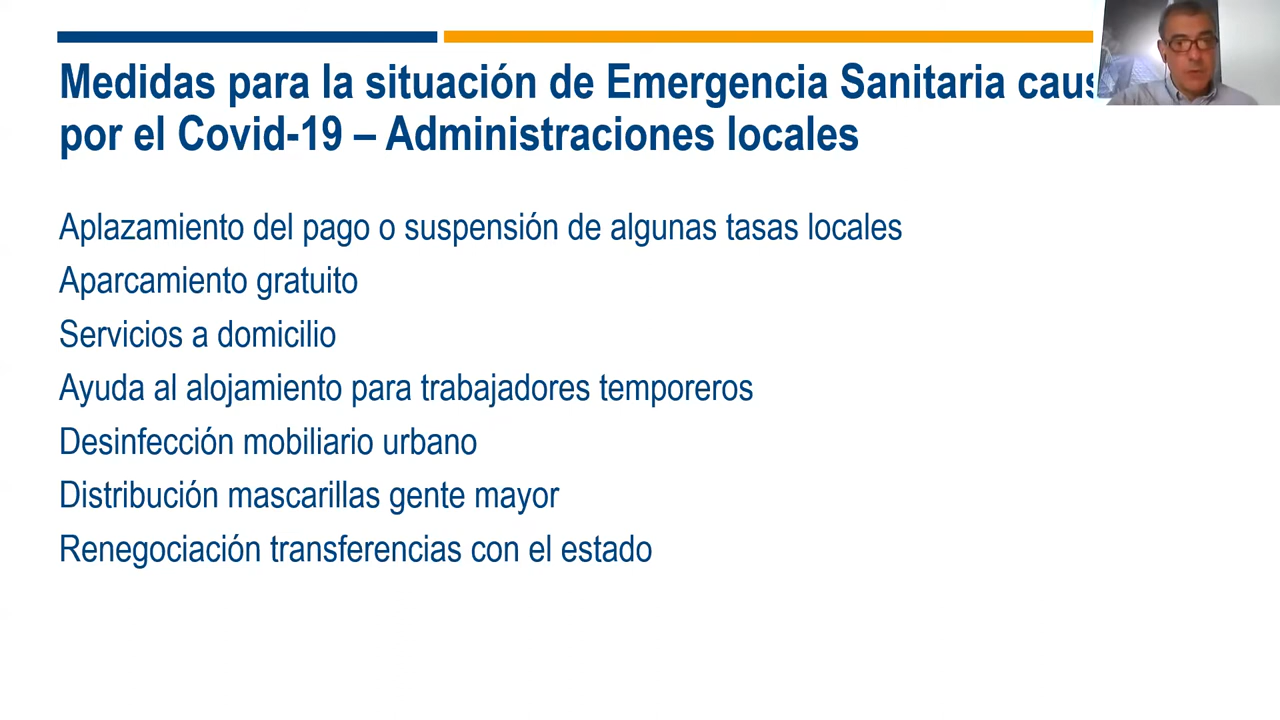 Medidas para la situación de Emergencia Sanitaria
por el Covid-19 – Administraciones locales
Aplazamiento del pago o suspensión de algunas tasas locales
Aparcamiento gratuito
Servicios a domicilio
Ayuda al alojamiento para trabajadores temporeros
Desinfección mobiliario urbano
Distribución mascarillas gente mayor
Renegociación transferencias con el estado